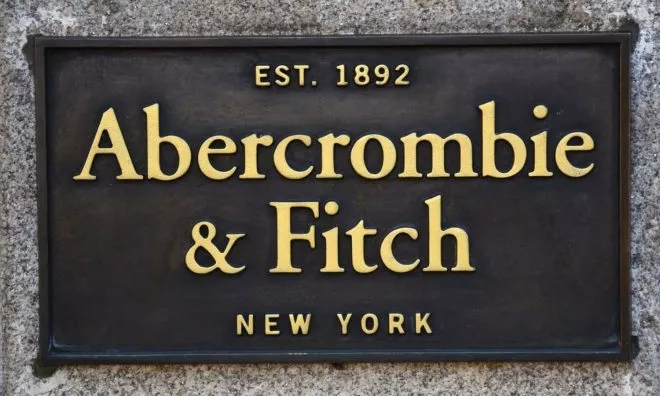 EST. 1892
Abercrombie
& Fitch
NEW YORK